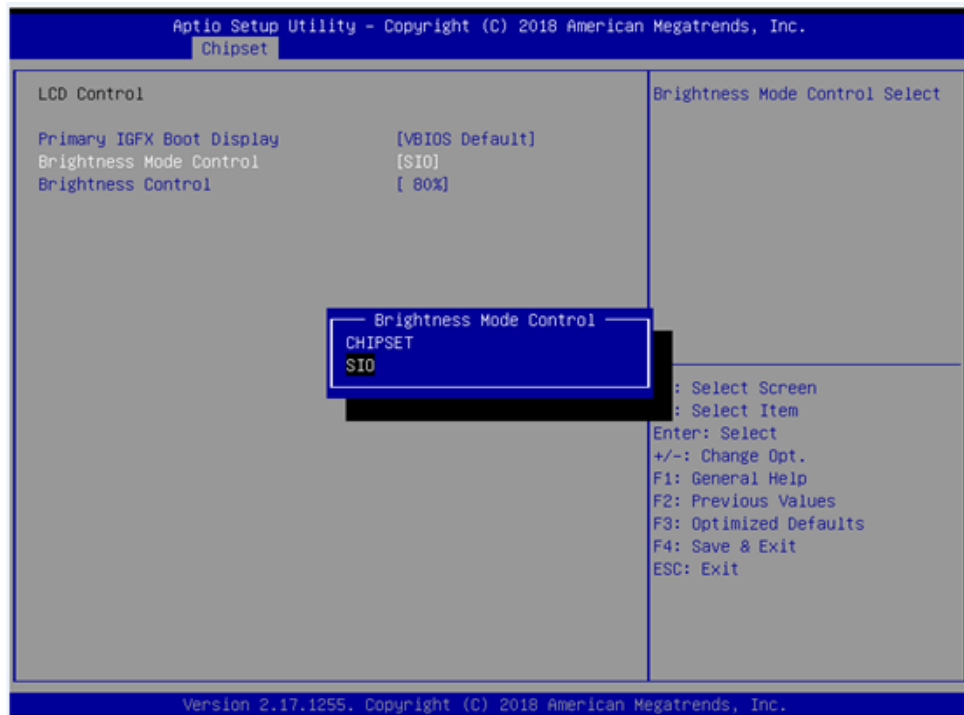 Aptio Setup Utility – Copyright (C) 2018 American Megatrends, Inc.
Chipset
LCD Control
Primary IGFX Boot Display [VBIOS Default]
Brightness Mode Control [SIO]
Brightness Control [ 80%]
Brightness Mode Control
CHIPSET
SIO
Brightness Mode Control Select
: Select Screen
: Select Item
Enter: Select
+/-: Change Opt.
F1: General Help
F2: Previous Values
F3: Optimized Defaults
F4: Save & Exit
ESC: Exit
Version 2.17.1255. Copyright (C) 2018 American Megatrends, Inc.